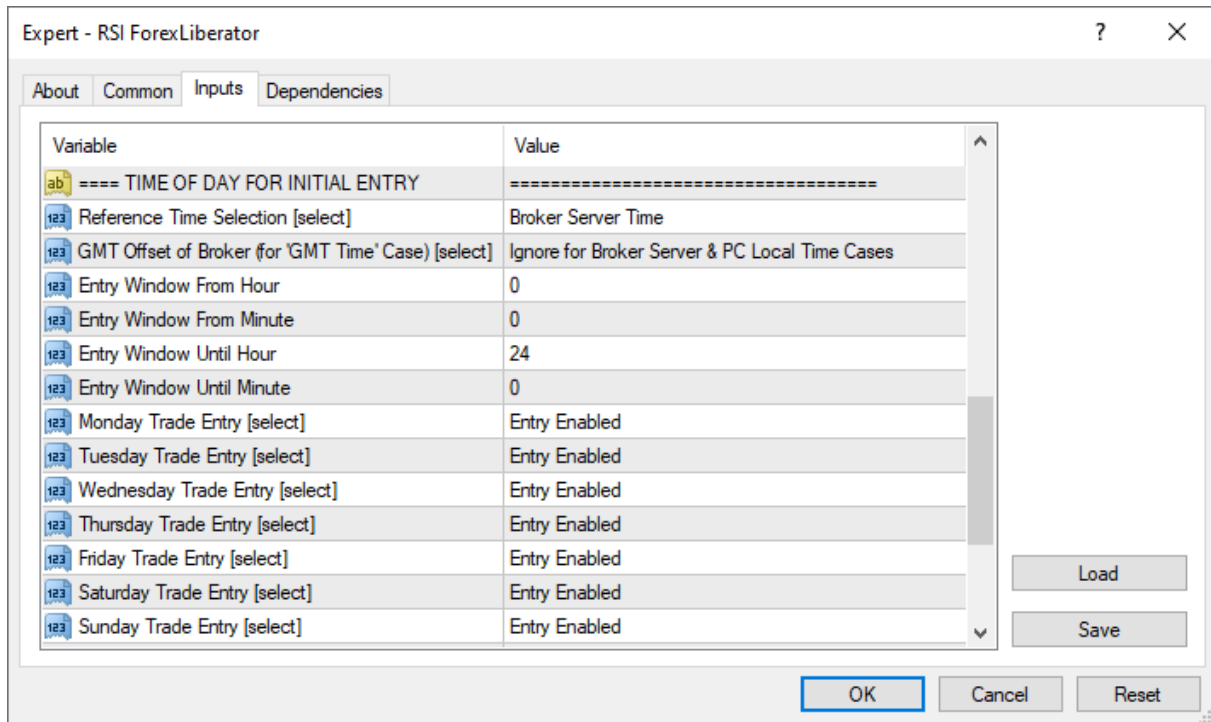 Expert - RSI ForexLiberator ?
About Common Inputs Dependencies
Variable Value
ab ==== TIME OF DAY FOR INITIAL ENTRY ====================================
123 Reference Time Selection [select] Broker Server Time
123 GMT Offset of Broker (for 'GMT Time' Case) [select] Ignore for Broker Server & PC Local Time Cases
123 Entry Window From Hour 0
123 Entry Window From Minute 0
123 Entry Window Until Hour 24
123 Entry Window Until Minute 0
123 Monday Trade Entry [select] Entry Enabled
123 Tuesday Trade Entry [select] Entry Enabled
123 Wednesday Trade Entry [select] Entry Enabled
123 Thursday Trade Entry [select] Entry Enabled
123 Friday Trade Entry [select] Entry Enabled
123 Saturday Trade Entry [select] Entry Enabled
123 Sunday Trade Entry [select] Entry Enabled
Load
Save
OK Cancel Reset